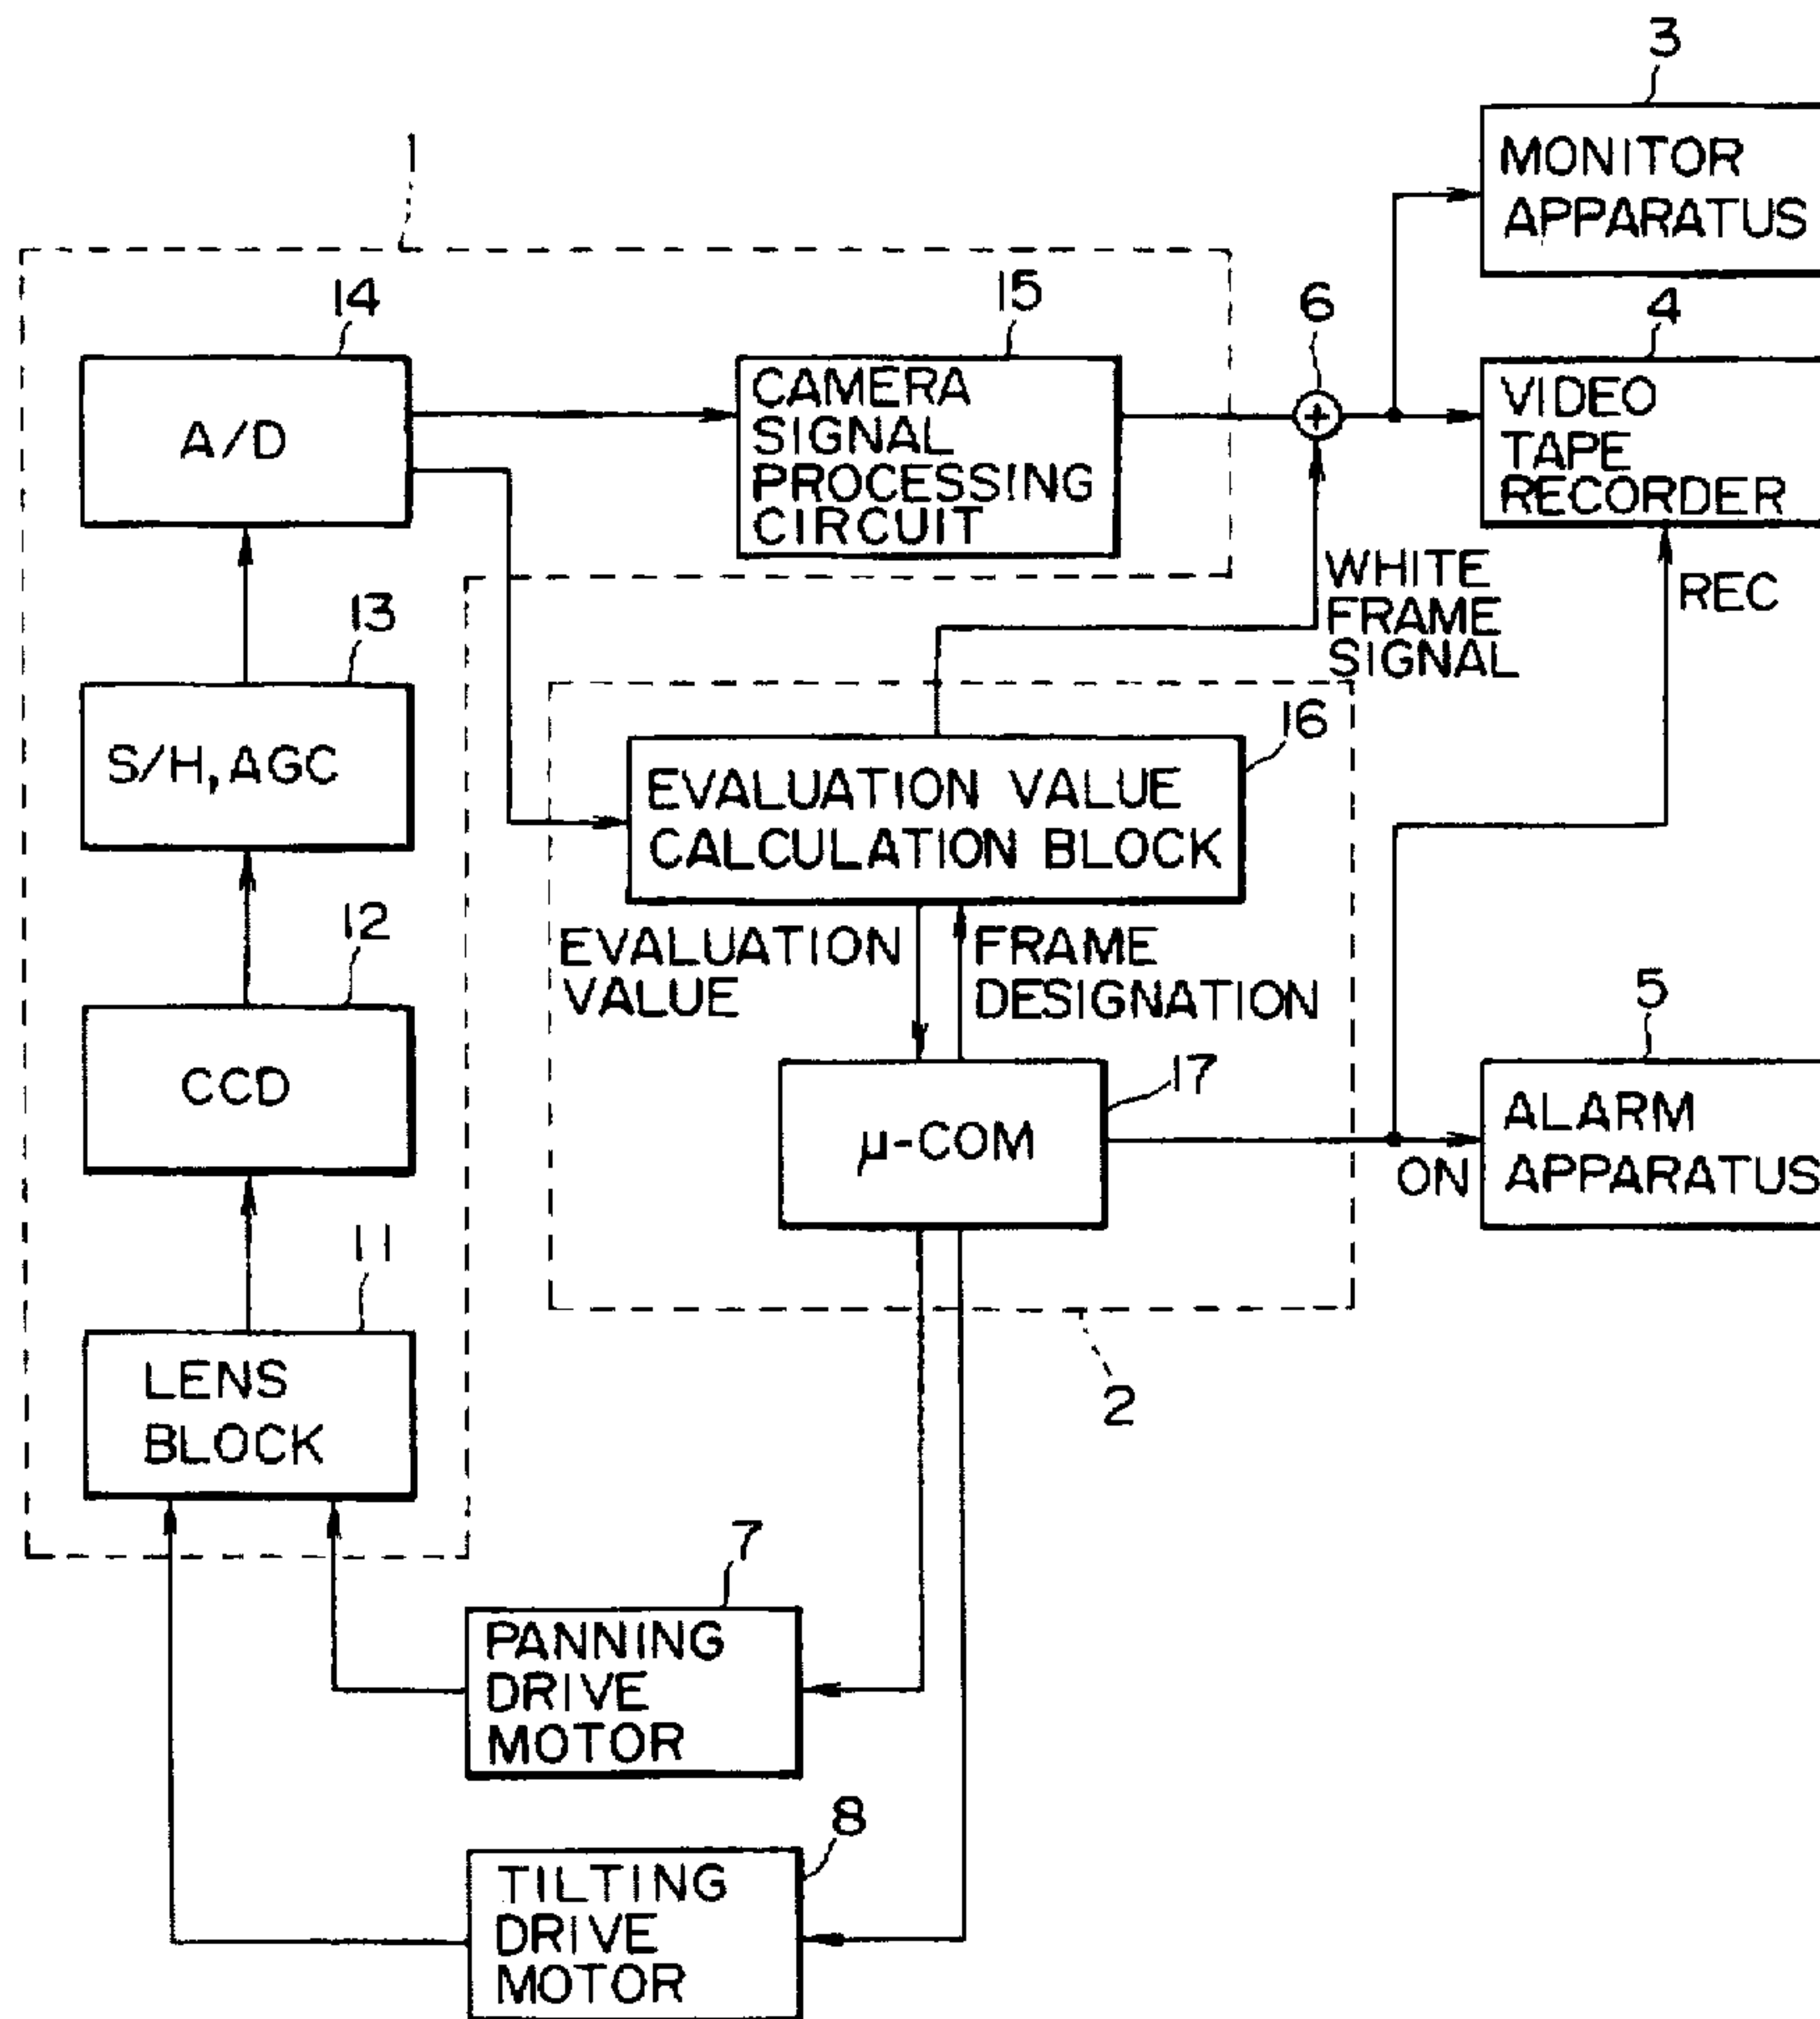 3
MONITOR
APPARATUS
1
14
15
6
4
A/D
CAMERA
SIGNAL
PROCESSING
CIRCUIT
+
VIDEO
TAPE
RECORDER
WHITE
FRAME
SIGNAL
REC
13
S/H, AGC
16
EVALUATION VALUE
CALCULATION BLOCK
12
EVALUATION
VALUE
FRAME
DESIGNATION
CCD
17
5
μ-COM
ALARM
APPARATUS
ON
11
LENS
BLOCK
2
7
PANNING
DRIVE
MOTOR
8
TILTING
DRIVE
MOTOR